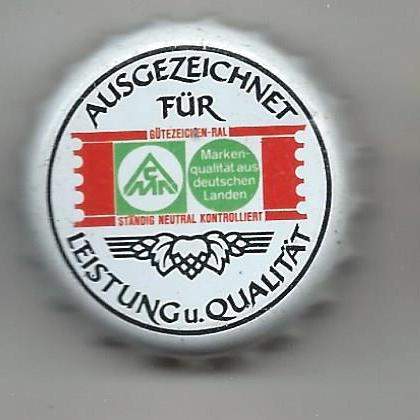 AUSGEZEICHNET
FÜR
GÜTEZEICHEN-RAL
CMA
Marken-
qualität aus
deutschen
Landen
STÄNDIG NEUTRAL KONTROLLIERT
LEISTUNG u. QUALITÄT